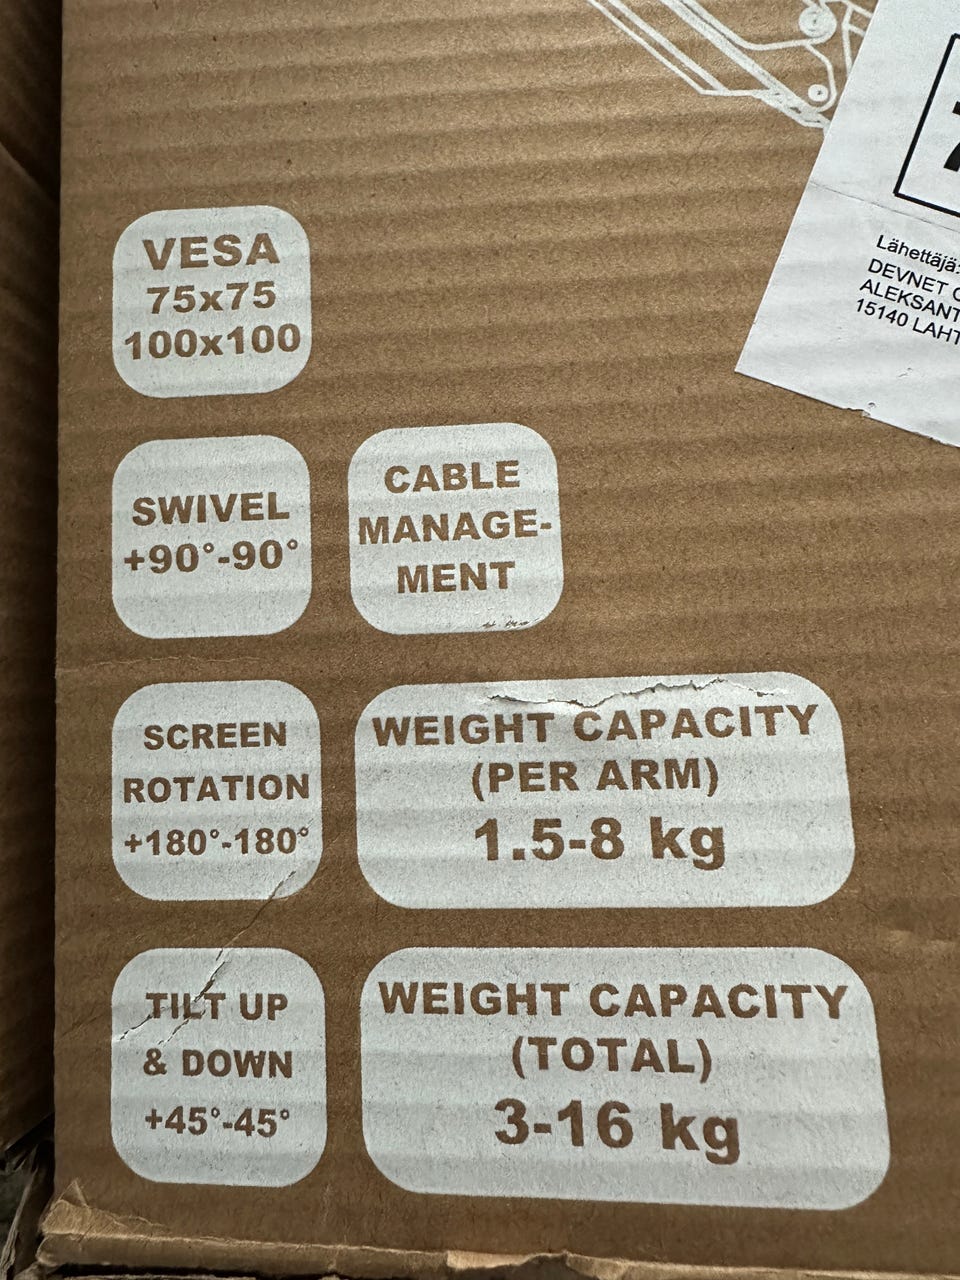 VESA
75x75
100x100
SWIVEL
+90°-90°
CABLE
MANAGE-
MENT
SCREEN
ROTATION
+180°-180°
WEIGHT CAPACITY
(PER ARM)
1.5-8 kg
TILT UP
& DOWN
+45°-45°
WEIGHT CAPACITY
(TOTAL)
3-16 kg
Lähettäjä:
DEVNET
15140